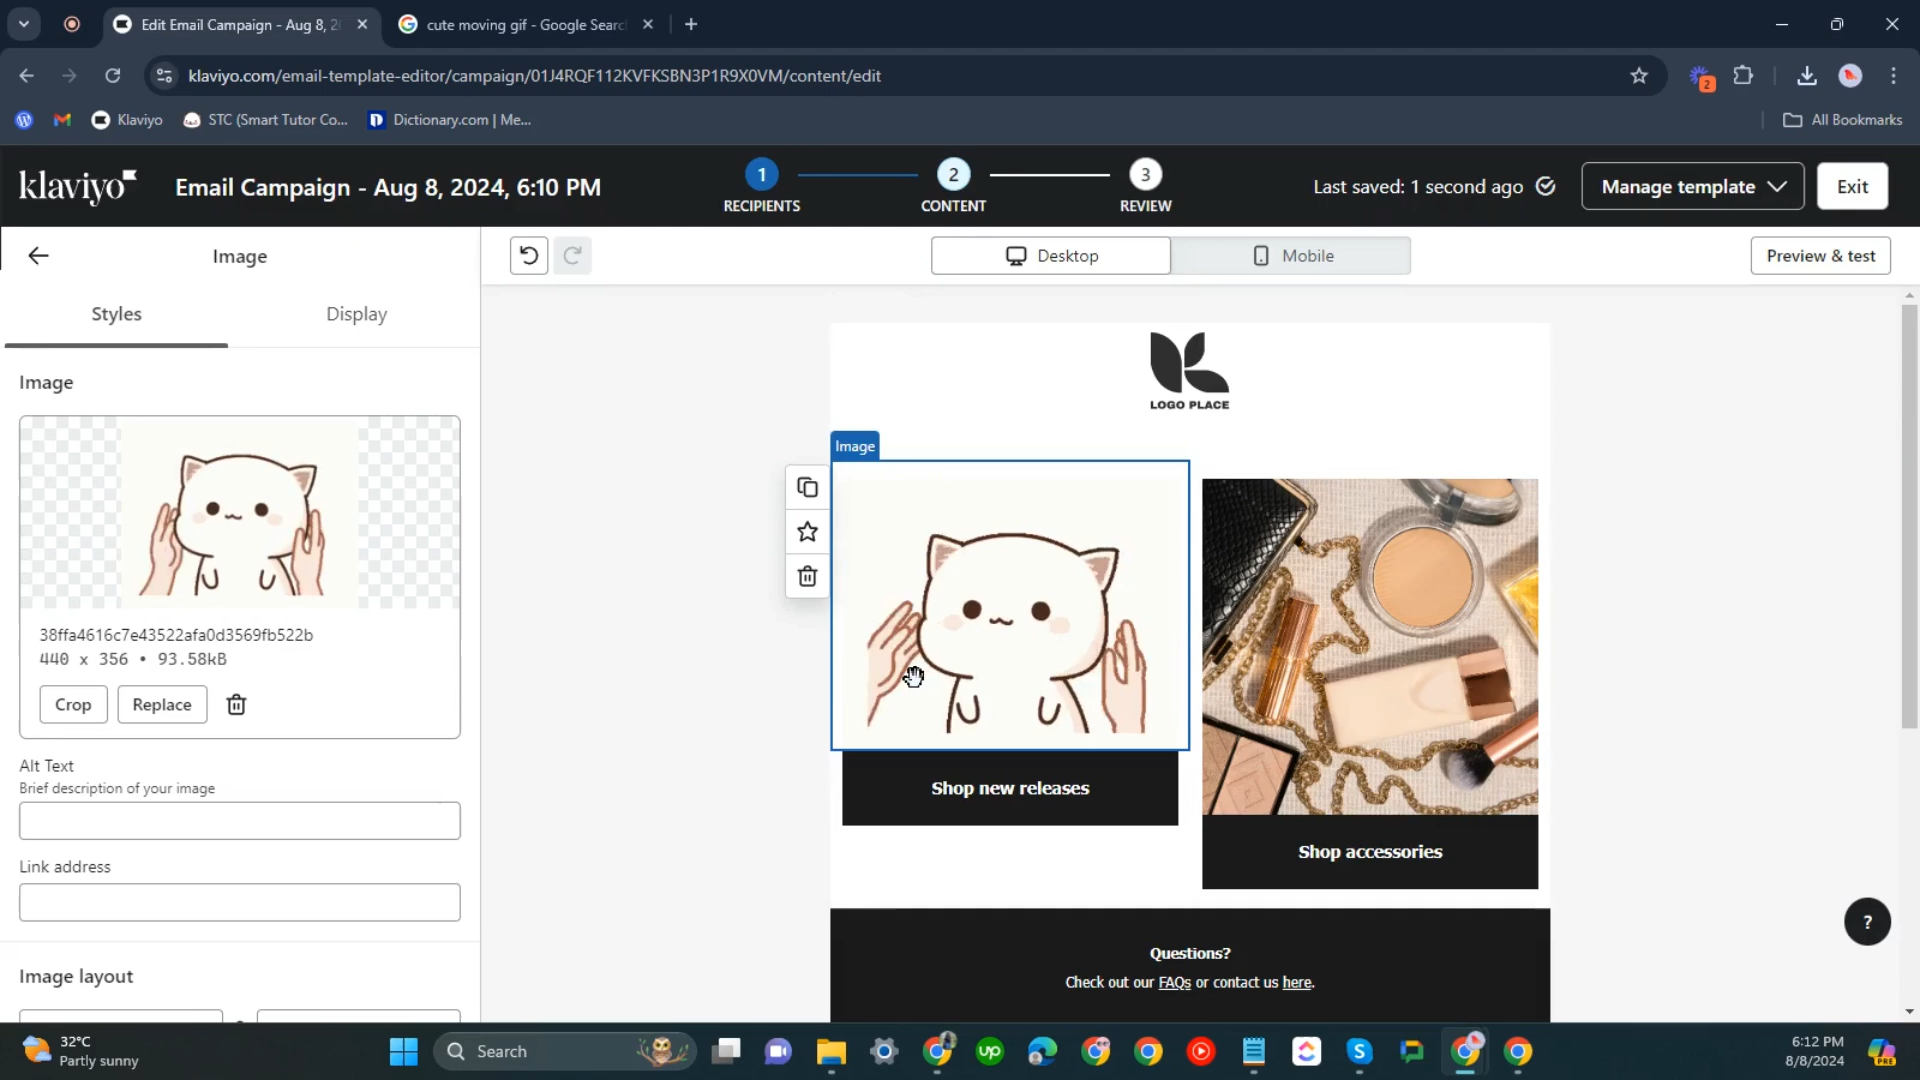 Edit Email Campaign - Aug 8, 2
cute moving gif - Google Searc
klaviyo.com/email-template-editor/campaign/01J4RQF112KVFKSBN3P1R9X0VM/content/edit
2
Klaviyo
STC (Smart Tutor Co...
Dictionary.com | Me...
All Bookmarks
klaviyo
Email Campaign - Aug 8, 2024, 6:10 PM
1
RECIPIENTS
2
CONTENT
3
REVIEW
Last saved: 1 second ago
Manage template
Exit
Image
Desktop
Mobile
Preview & test
Styles
Display
Image
38ffa4616c7e43522afa0d3569fb522b
440 x 356 • 93.58kB
Crop
Replace
Alt Text
Brief description of your image
Link address
Image layout
LOGO PLACE
Image
Shop new releases
Shop accessories
Questions?
Check out our FAQs or contact us here.
?
32°C
Partly sunny
Search
up
PRE
6:12 PM
8/8/2024